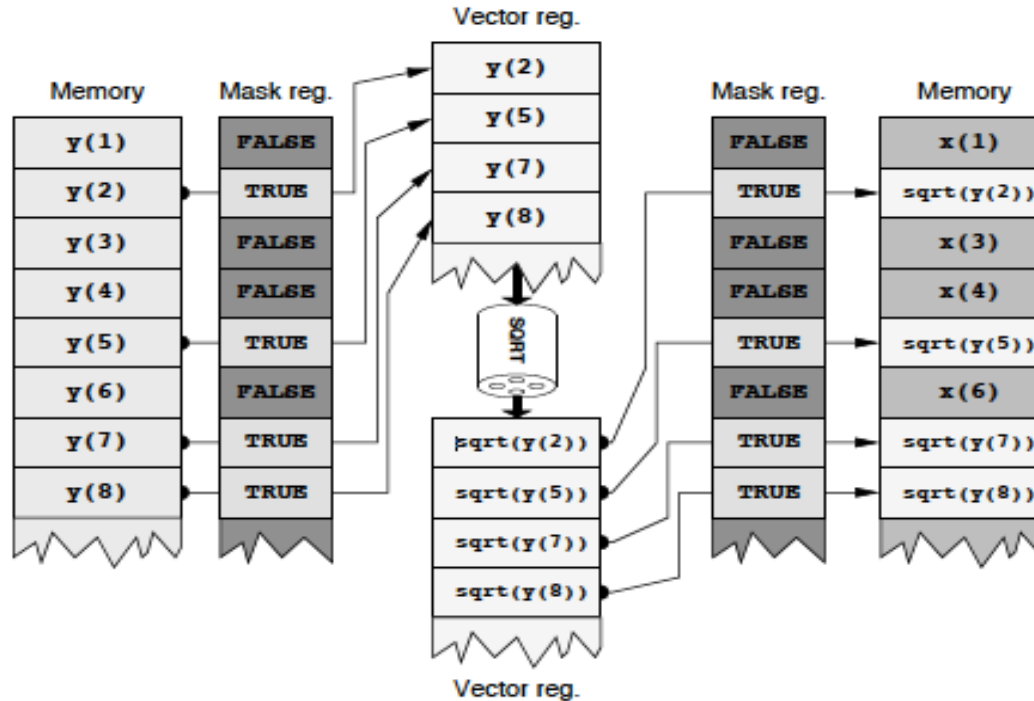 Vector reg.
Memory
Mask reg.
y(1)
y(2)
y(3)
y(4)
y(5)
y(6)
y(7)
y(8)
FALSE
TRUE
FALSE
FALSE
TRUE
FALSE
TRUE
TRUE
y(2)
y(5)
y(7)
y(8)
SQRT
sqrt(y(2))
sqrt(y(5))
sqrt(y(7))
sqrt(y(8))
Vector reg.
Mask reg.
Memory
FALSE
TRUE
FALSE
FALSE
TRUE
FALSE
TRUE
TRUE
x(1)
sqrt(y(2))
x(3)
x(4)
sqrt(y(5))
x(6)
sqrt(y(7))
sqrt(y(8))